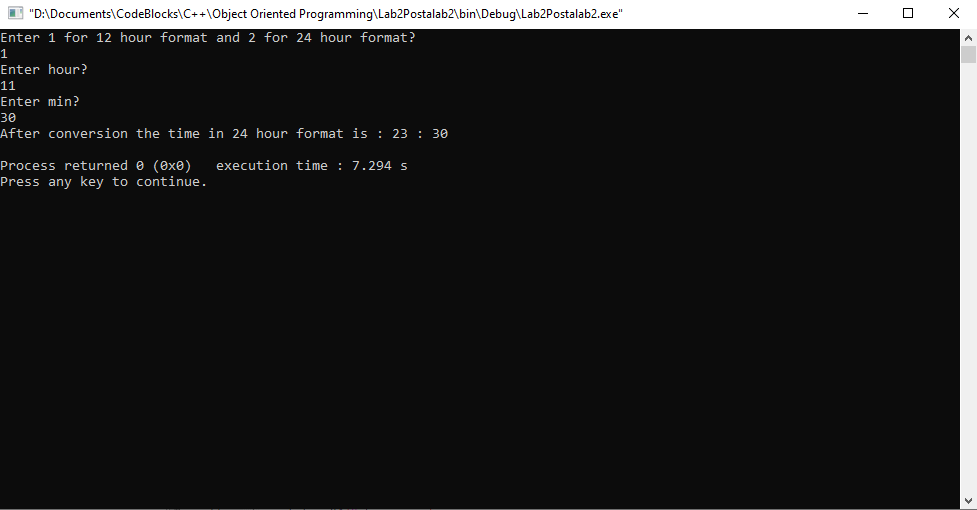 "D:\Documents\CodeBlocks\C++\Object Oriented Programming\Lab2Postalab2\bin\Debug\Lab2Postalab2.exe"
Enter 1 for 12 hour format and 2 for 24 hour format?
1
Enter hour?
11
Enter min?
30
After conversion the time in 24 hour format is : 23 : 30
Process returned 0 (0x0)   execution time : 7.294 s
Press any key to continue.